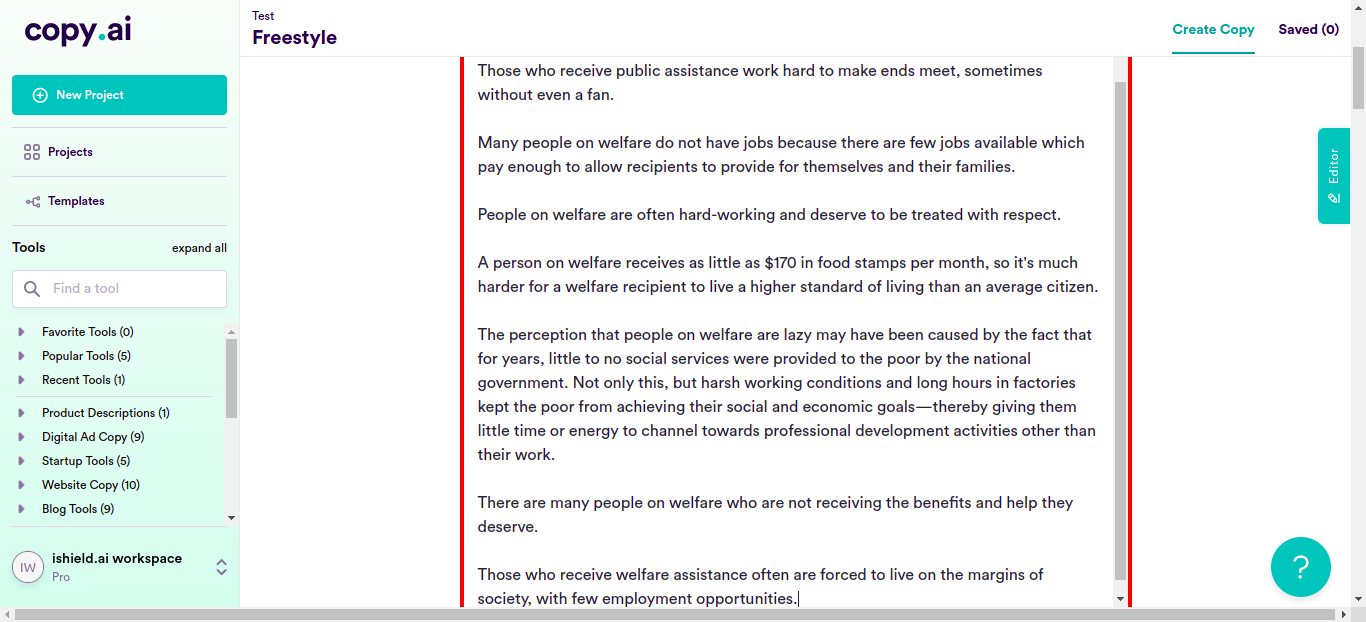 copy.ai
New Project
Projects
Templates
Tools
expand all
Find a tool
Favorite Tools (0)
Popular Tools (5)
Recent Tools (1)
Product Descriptions (1)
Digital Ad Copy (9)
Startup Tools (5)
Website Copy (10)
Blog Tools (9)
IW
ishield.ai workspace
Pro
Test
Freestyle
Create Copy
Saved (0)
Those who receive public assistance work hard to make ends meet, sometimes
without even a fan.
Many people on welfare do not have jobs because there are few jobs available which
pay enough to allow recipients to provide for themselves and their families.
People on welfare are often hard-working and deserve to be treated with respect.
A person on welfare receives as little as $170 in food stamps per month, so it's much
harder for a welfare recipient to live a higher standard of living than an average citizen.
The perception that people on welfare are lazy may have been caused by the fact that
for years, little to no social services were provided to the poor by the national
government. Not only this, but harsh working conditions and long hours in factories
kept the poor from achieving their social and economic goals—thereby giving them
little time or energy to channel towards professional development activities other than
their work.
There are many people on welfare who are not receiving the benefits and help they
deserve.
Those who receive welfare assistance often are forced to live on the margins of
society, with few employment opportunities.
Editor
?